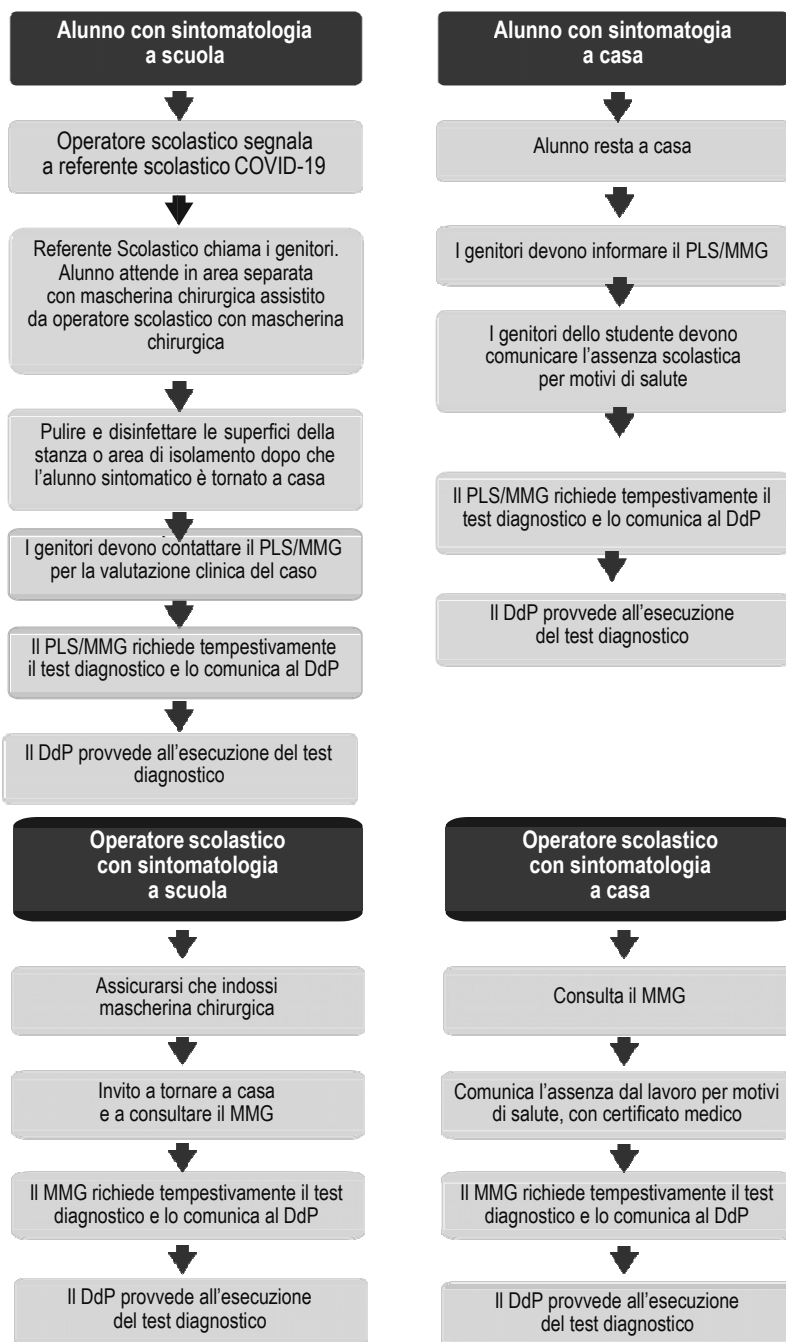 Alunno con sintomatologia
a scuola
Operatore scolastico segnala
a referente scolastico COVID-19
Referente Scolastico chiama i genitori.
Alunno attende in area separata
con mascherina chirurgica assistito
da operatore scolastico con mascherina
chirurgica
Pulire e disinfettare le superfici della
stanza o area di isolamento dopo che
l’alunno sintomatico è tornato a casa
I genitori devono contattare il PLS/MMG
per la valutazione clinica del caso
Il PLS/MMG richiede tempestivamente
il test diagnostico e lo comunica al DdP
Il DdP provvede all’esecuzione del test
diagnostico
Alunno con sintomatogia
a casa
Alunno resta a casa
I genitori devono informare il PLS/MMG
I genitori dello studente devono
comunicare l’assenza scolastica
per motivi di salute
Il PLS/MMG richiede tempestivamente il
test diagnostico e lo comunica al DdP
Il DdP provvede all’esecuzione
del test diagnostico
Operatore scolastico
con sintomatologia
a scuola
Assicurarsi che indossi
mascherina chirurgica
Invito a tornare a casa
e a consultare il MMG
Il MMG richiede tempestivamente il test
diagnostico e lo comunica al DdP
Il DdP provvede all’esecuzione
del test diagnostico
Operatore scolastico
con sintomatologia
a casa
Consulta il MMG
Comunica l’assenza dal lavoro per motivi
di salute, con certificato medico
Il MMG richiede tempestivamente il test
diagnostico e lo comunica al DdP
Il DdP provvede all’esecuzione
del test diagnostico